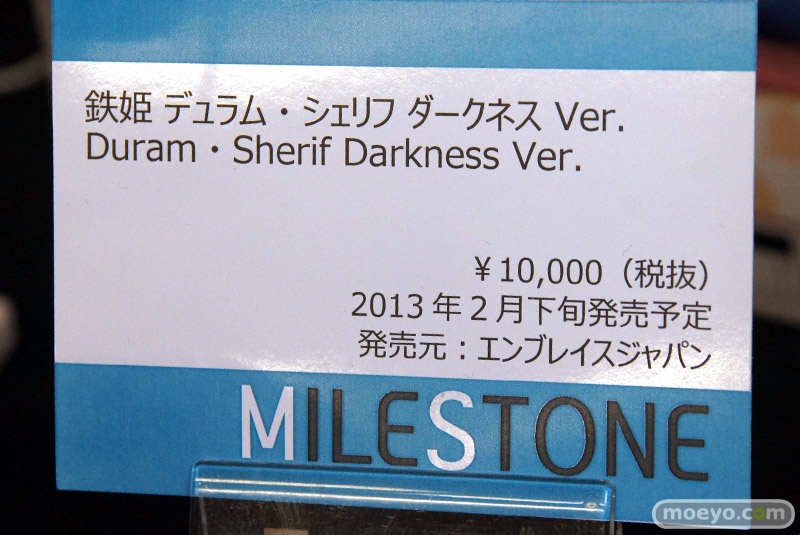 鉄姫 デュラム・シェリフ ダークネス Ver.
Duram・Sherif Darkness Ver.
￥10,000（税抜）
2013年2月下旬発売予定
発売元：エンブレイスジャパン
MILESTONE
moeyo.com